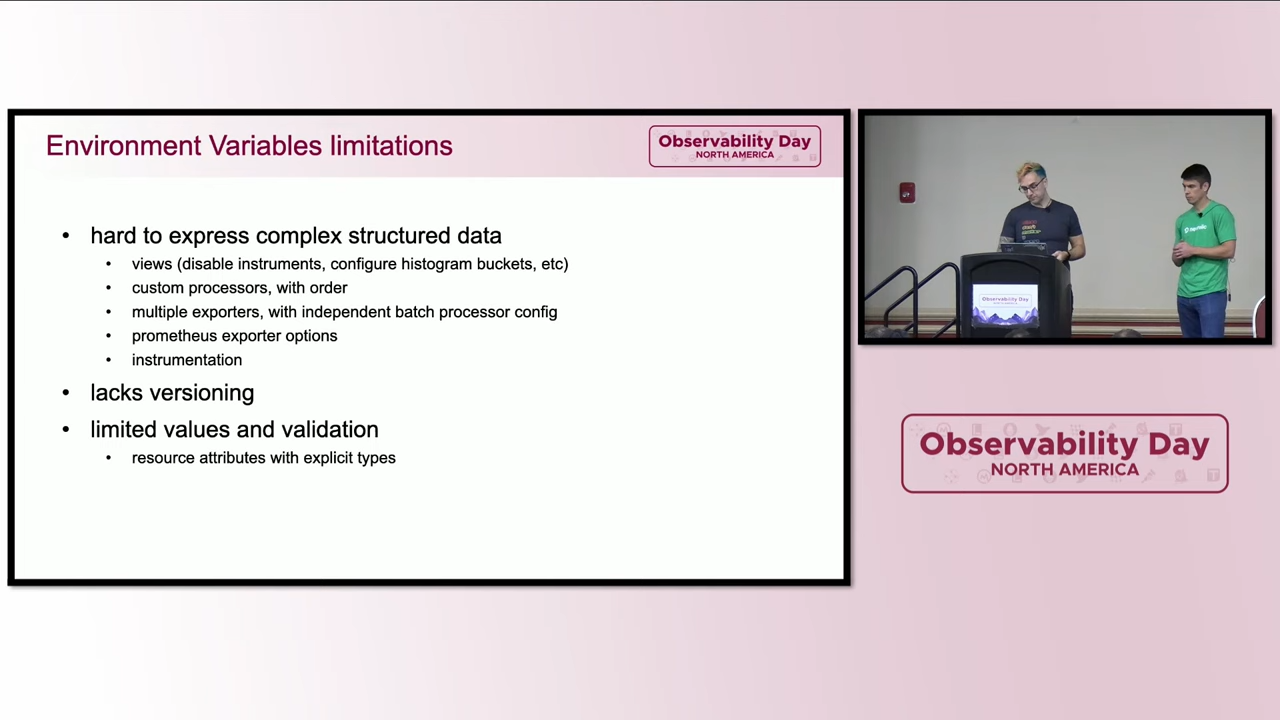 Environment Variables limitations
Observability Day
NORTH AMERICA
• hard to express complex structured data
• views (disable instruments, configure histogram buckets, etc)
• custom processors, with order
• multiple exporters, with independent batch processor config
• prometheus exporter options
• instrumentation
• lacks versioning
• limited values and validation
• resource attributes with explicit types
Observability Day
Observability Day
NORTH AMERICA